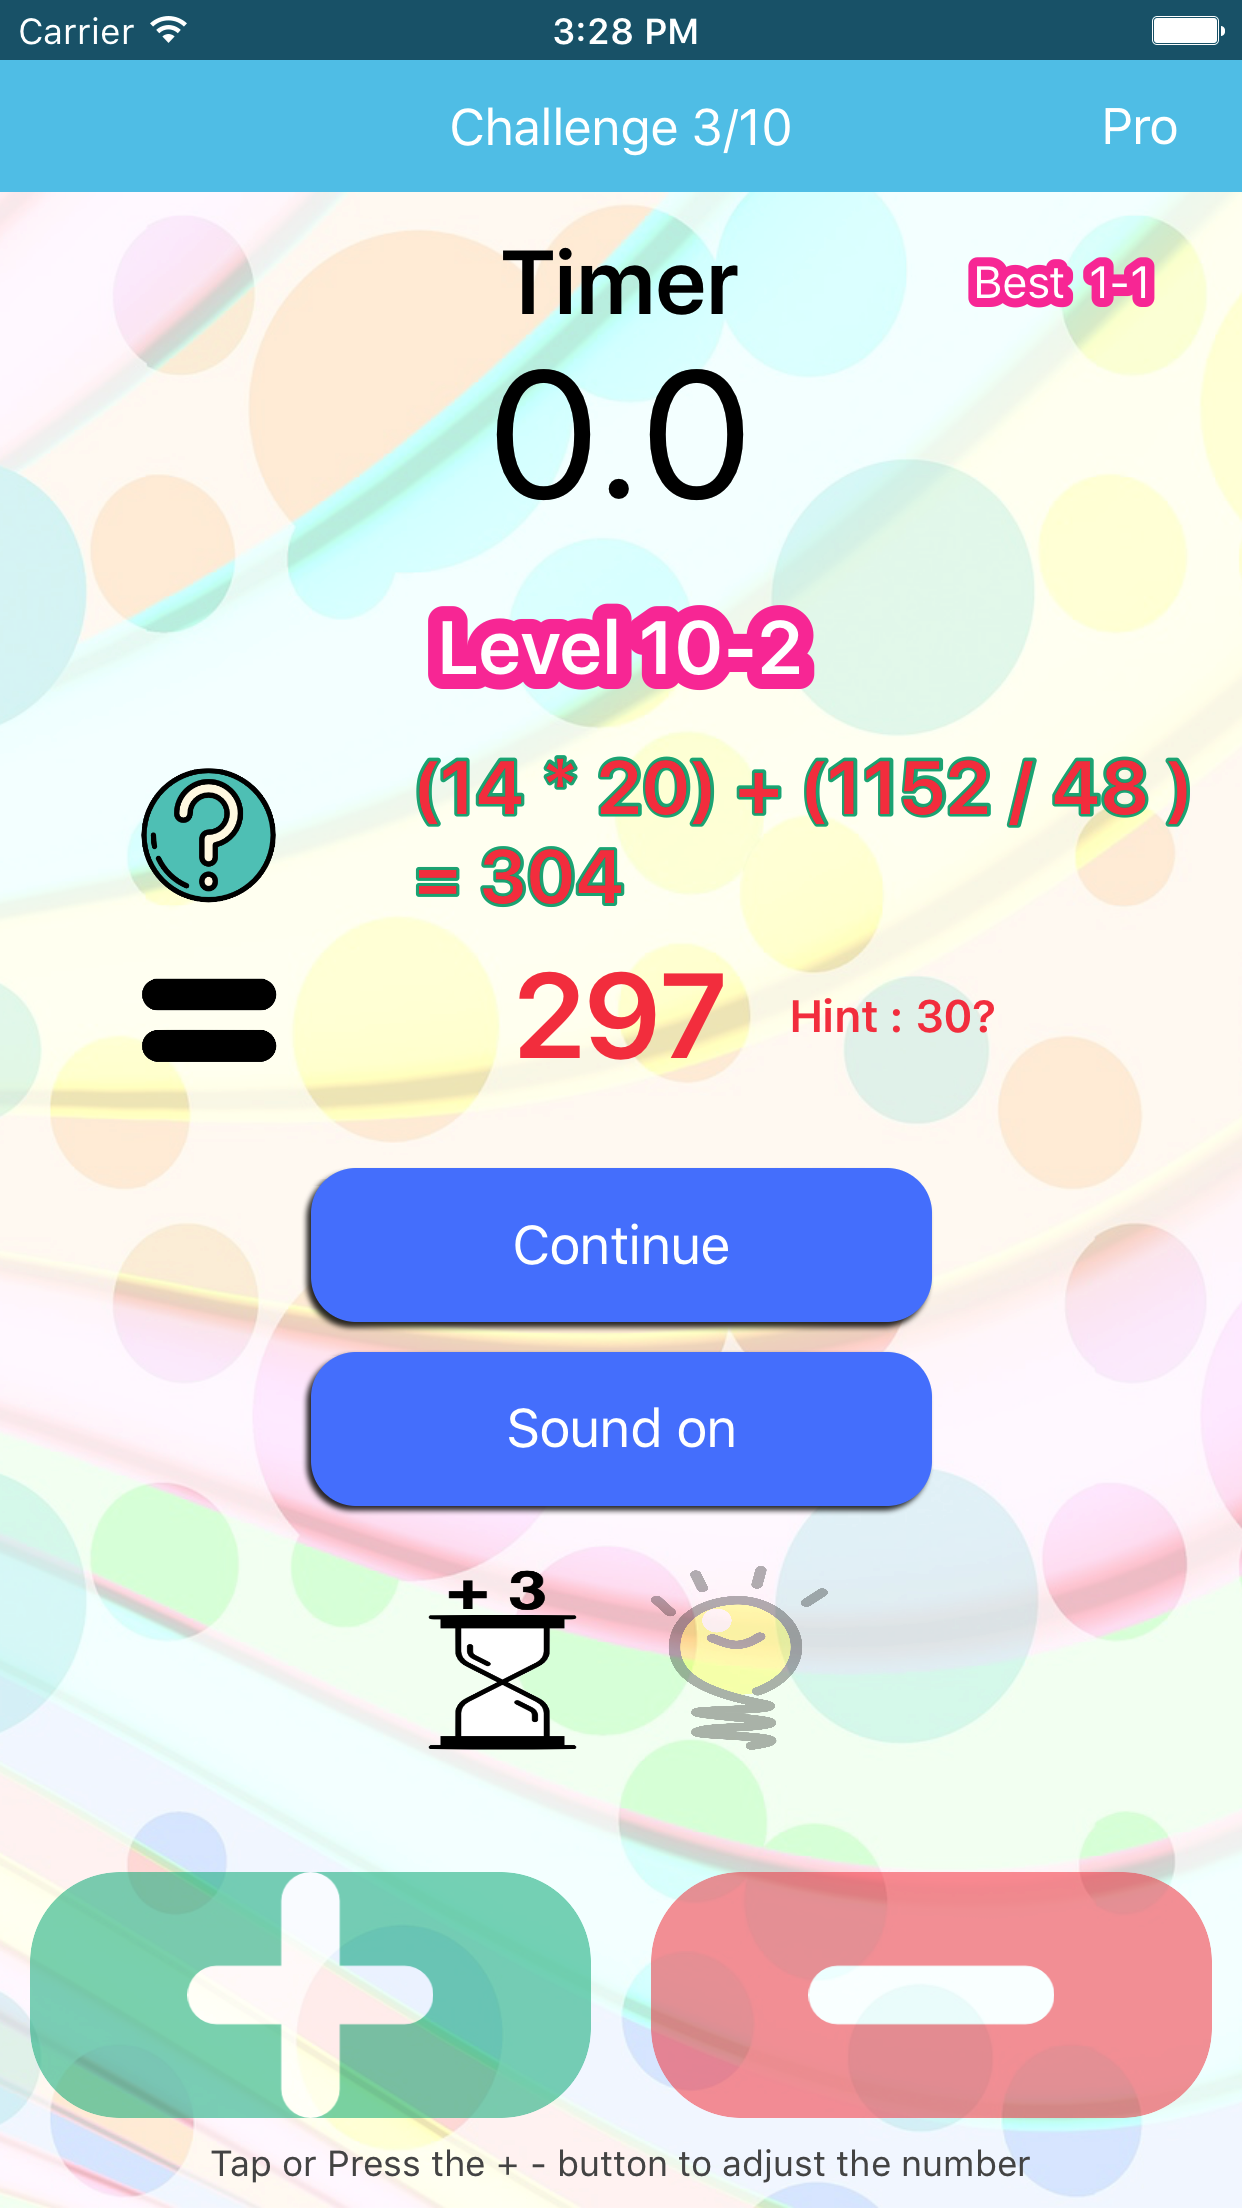 Carrier 3:28 PM
Challenge 3/10 Pro
Timer Best 1-1
0.0
Level 10-2
(14 * 20) + (1152 / 48 )
= 304
297 Hint : 30?
Continue
Sound on
+ 3
Tap or Press the + - button to adjust the number